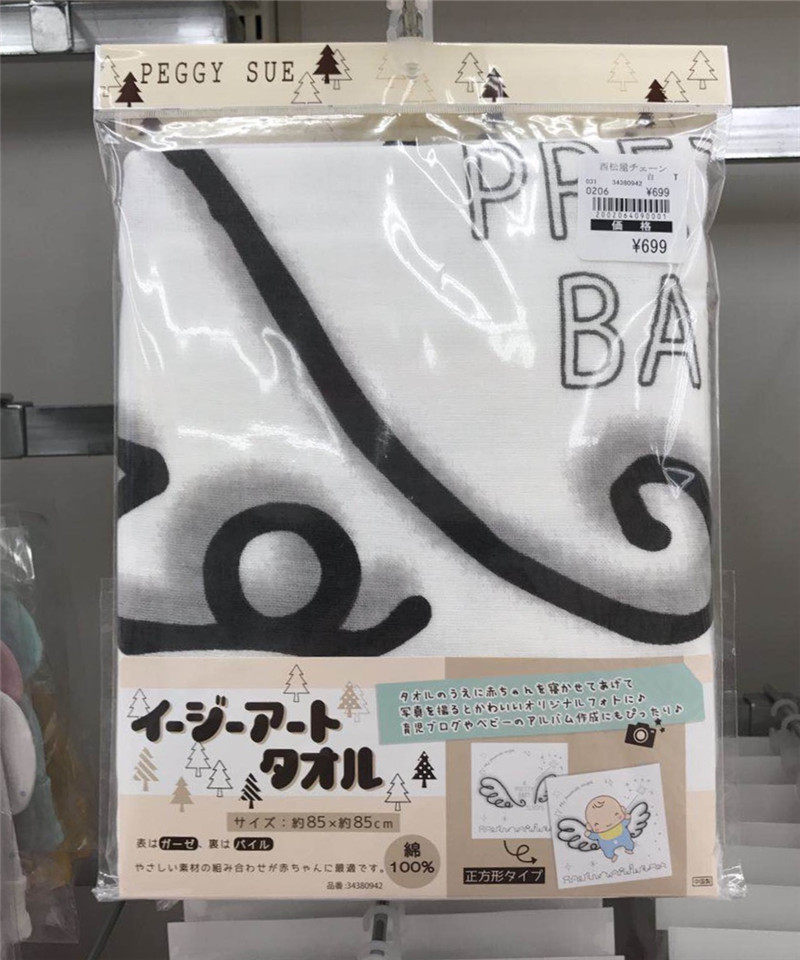 PEGGY SUE
西松屋チェーン
台 T
031 34380942
0206 ¥699
2002064090001
価格
¥699
PRE
BA
タオルのうえに赤ちゃんを寝かせてあげて
写真を撮るとかわいいオリジナルフォトに♪
育児ブログやベビーのアルバム作成にもぴったり♪
イージーアート
タオル
サイズ：約85×約85cm
表はガーゼ、裏はパイル
やさしい素材の組み合わせが赤ちゃんに最適です。
綿
100%
品番:34380942
正方形タイプ
中国製